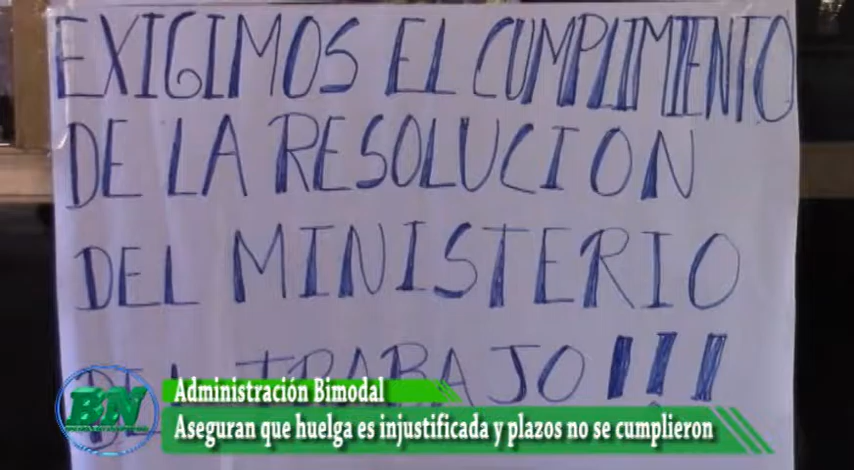 EXIGIMOS EL CUMPLIMIENTO
DE LA RESOLUCION
DEL MINISTERIO
DEL TRABAJO!!!
BN
Administración Bimodal
Aseguran que huelga es injustificada y plazos no se cumplieron